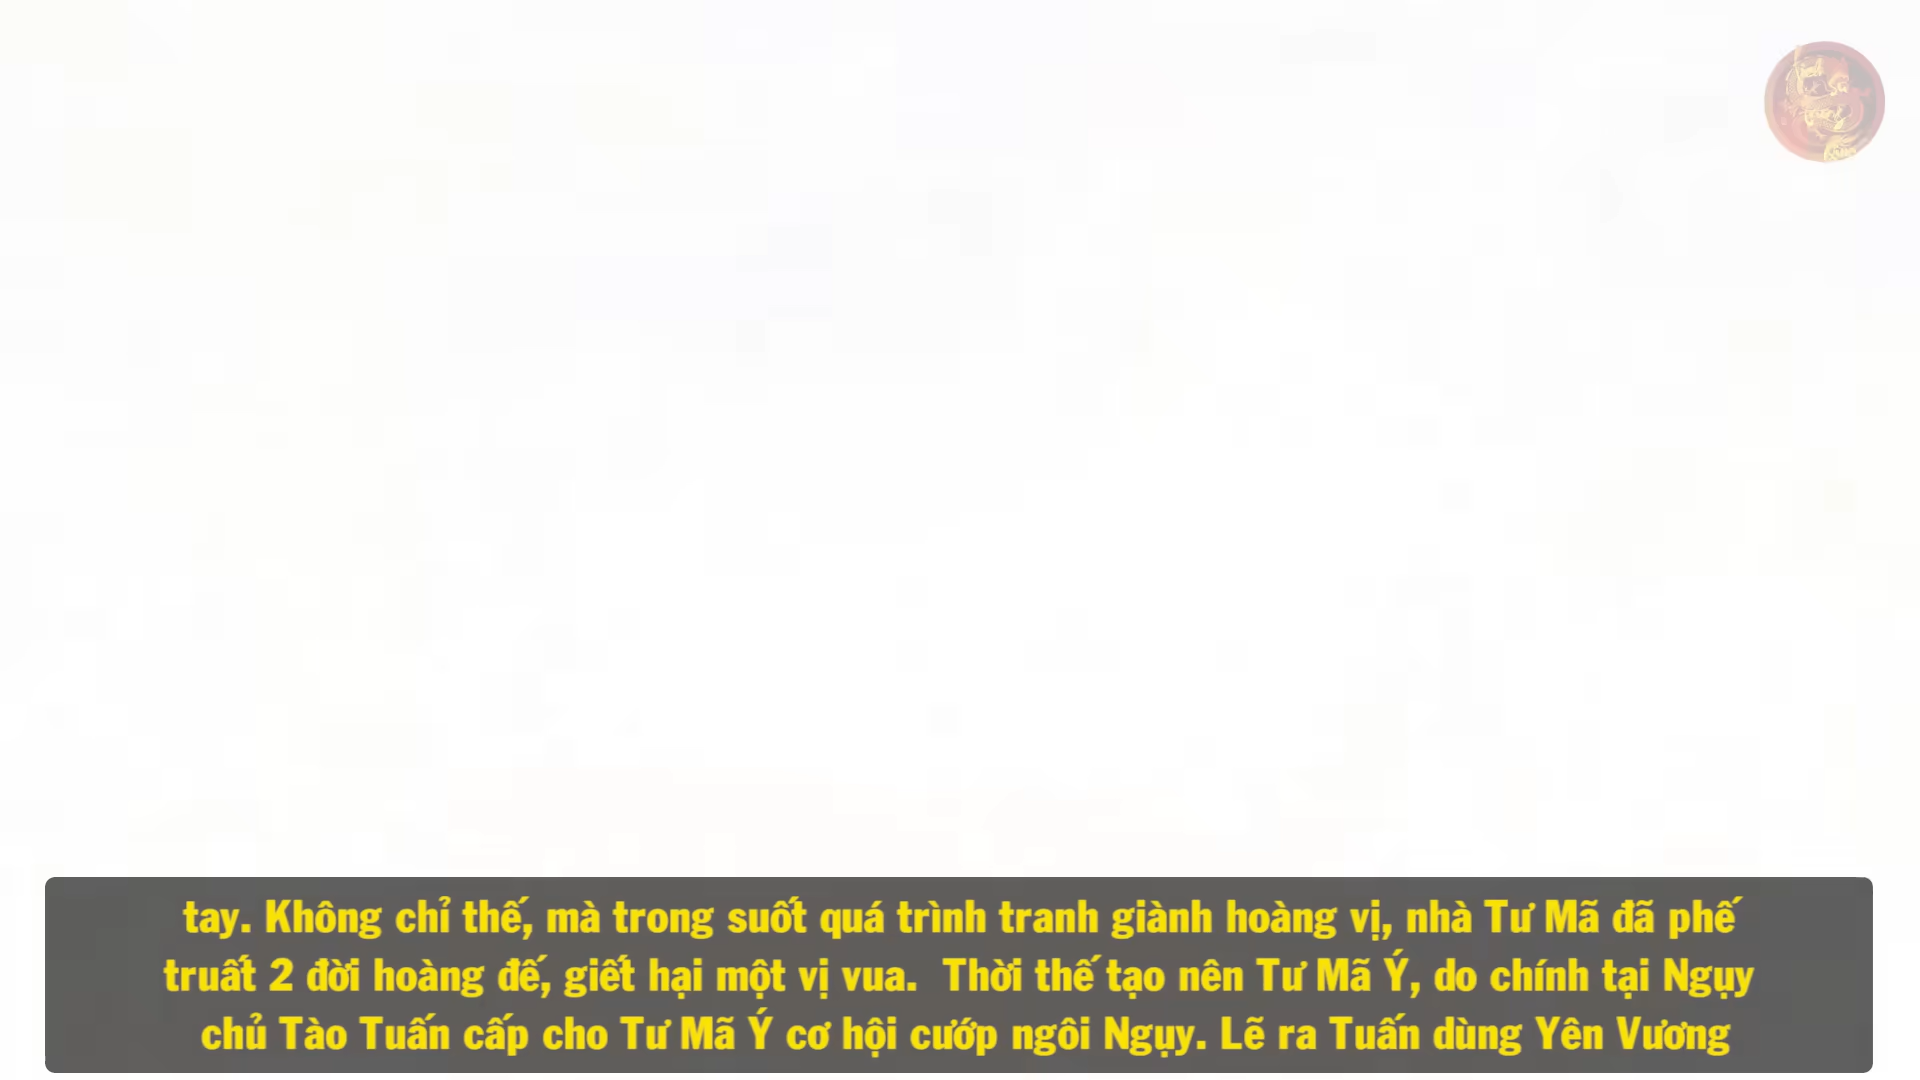 tay. Không chỉ thế, mà trong suốt quá trình tranh giành hoàng vị, nhà Tư Mã đã phế
truất 2 đời hoàng đế, giết hại một vị vua. Thời thế tạo nên Tư Mã Ý, do chính tại Ngụy
chủ Tào Tuấn cấp cho Tư Mã Ý cơ hội cướp ngôi Ngụy. Lẽ ra Tuấn dùng Yên Vương